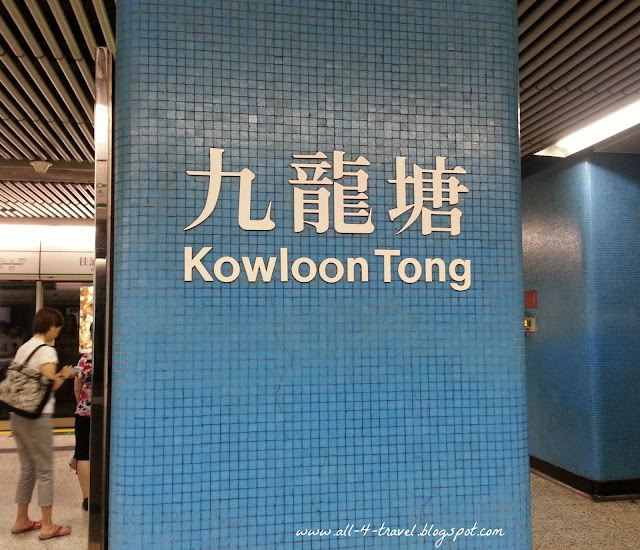 九龍塘
Kowloon Tong
www.all-4-travel.blogspot.com